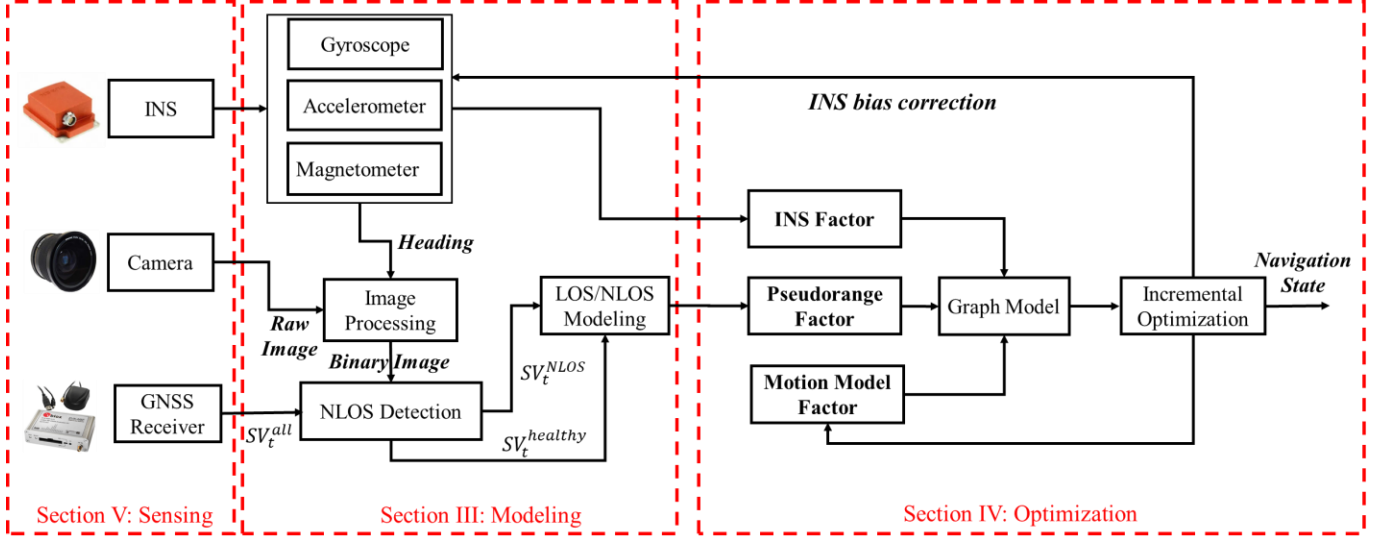 Gyroscope
INS
Accelerometer
Magnetometer
INS bias correction
INS Factor
Heading
Camera
Navigation
State
Image
Processing
LOS/NLOS
Modeling
Pseudorange
Factor
Graph Model
Incremental
Optimization
Raw
Image
Binary Image
SV_t^{NLOS}
Motion Model
Factor
GNSS
Receiver
NLOS Detection
SV_t^{all}
SV_t^{healthy}
Section V: Sensing
Section III: Modeling
Section IV: Optimization